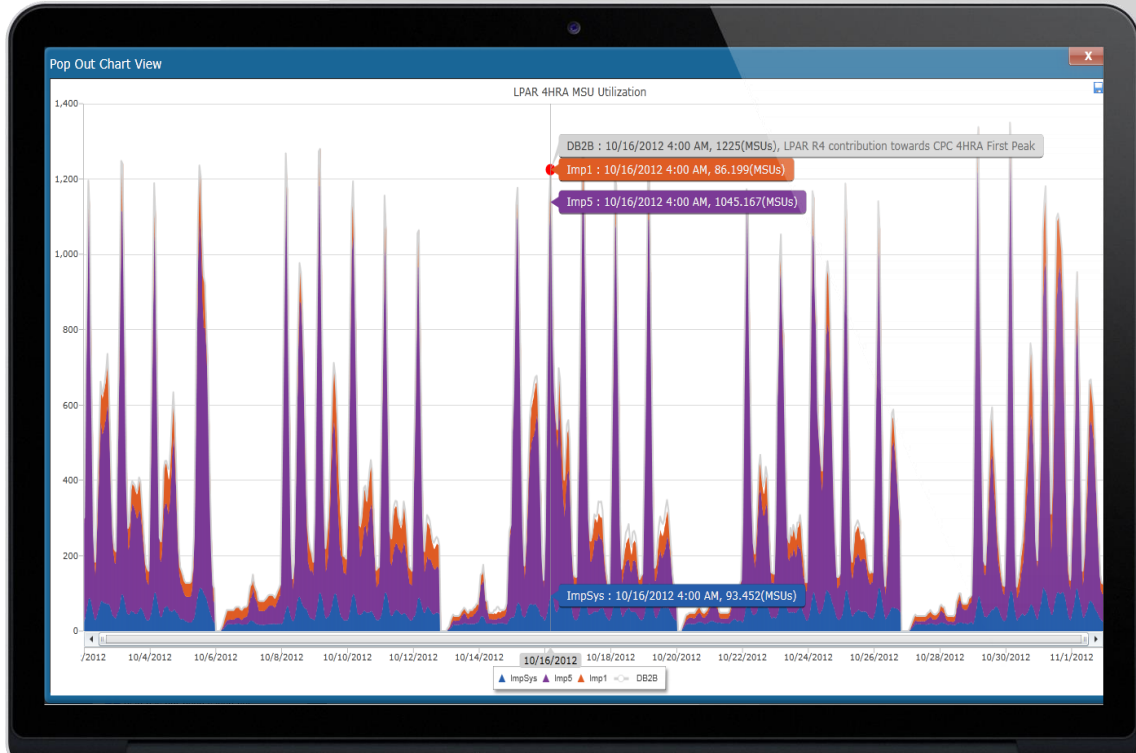 Pop Out Chart View
X
LPAR 4HRA MSU Utilization
1,400
1,200
1,000
800
600
400
200
0
DB2B : 10/16/2012 4:00 AM, 1225(MSUs), LPAR R4 contribution towards CPC 4HRA First Peak
Imp1 : 10/16/2012 4:00 AM, 86.199(MSUs)
Imp5 : 10/16/2012 4:00 AM, 1045.167(MSUs)
ImpSys : 10/16/2012 4:00 AM, 93.452(MSUs)
/2012 10/4/2012 10/6/2012 10/8/2012 10/10/2012 10/12/2012 10/14/2012 10/16/2012 10/18/2012 10/20/2012 10/22/2012 10/24/2012 10/26/2012 10/28/2012 10/30/2012 11/1/2012
ImpSys Imp5 Imp1 DB2B